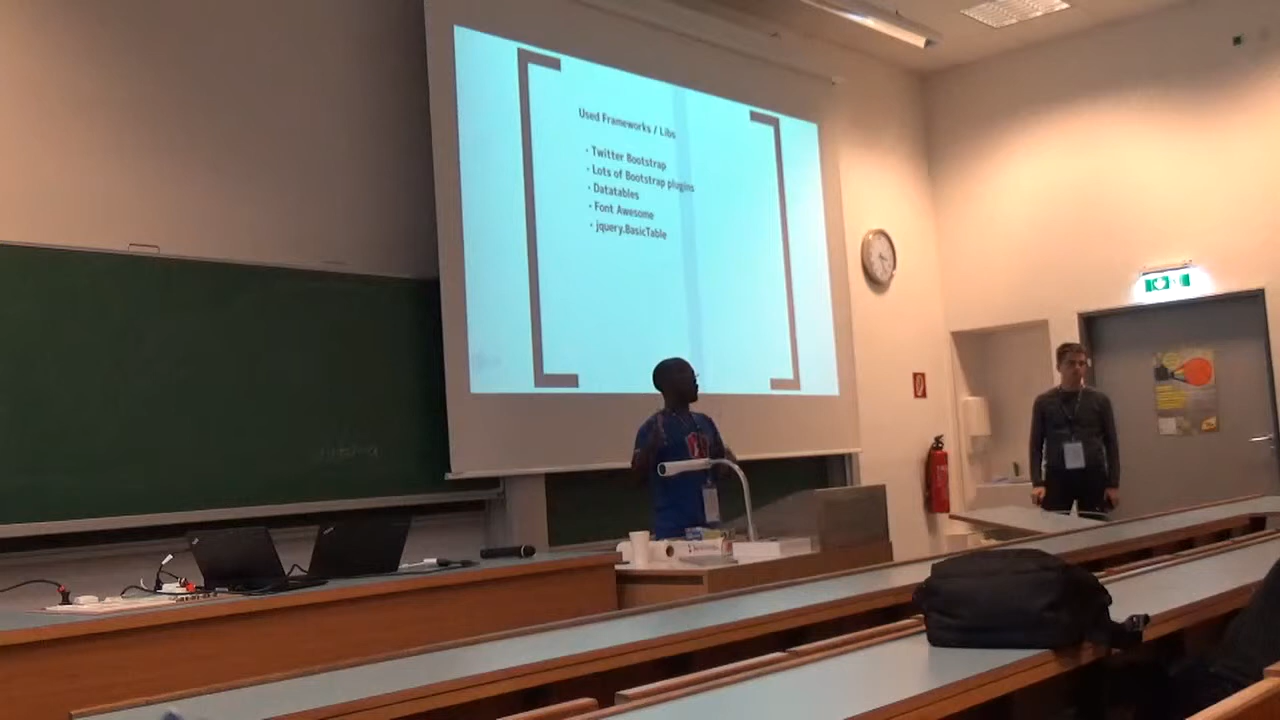 Used Frameworks / Libs
· Twitter Bootstrap
· Lots of Bootstrap plugins
· Datatables
· Font Awesome
· jquery.BasicTable